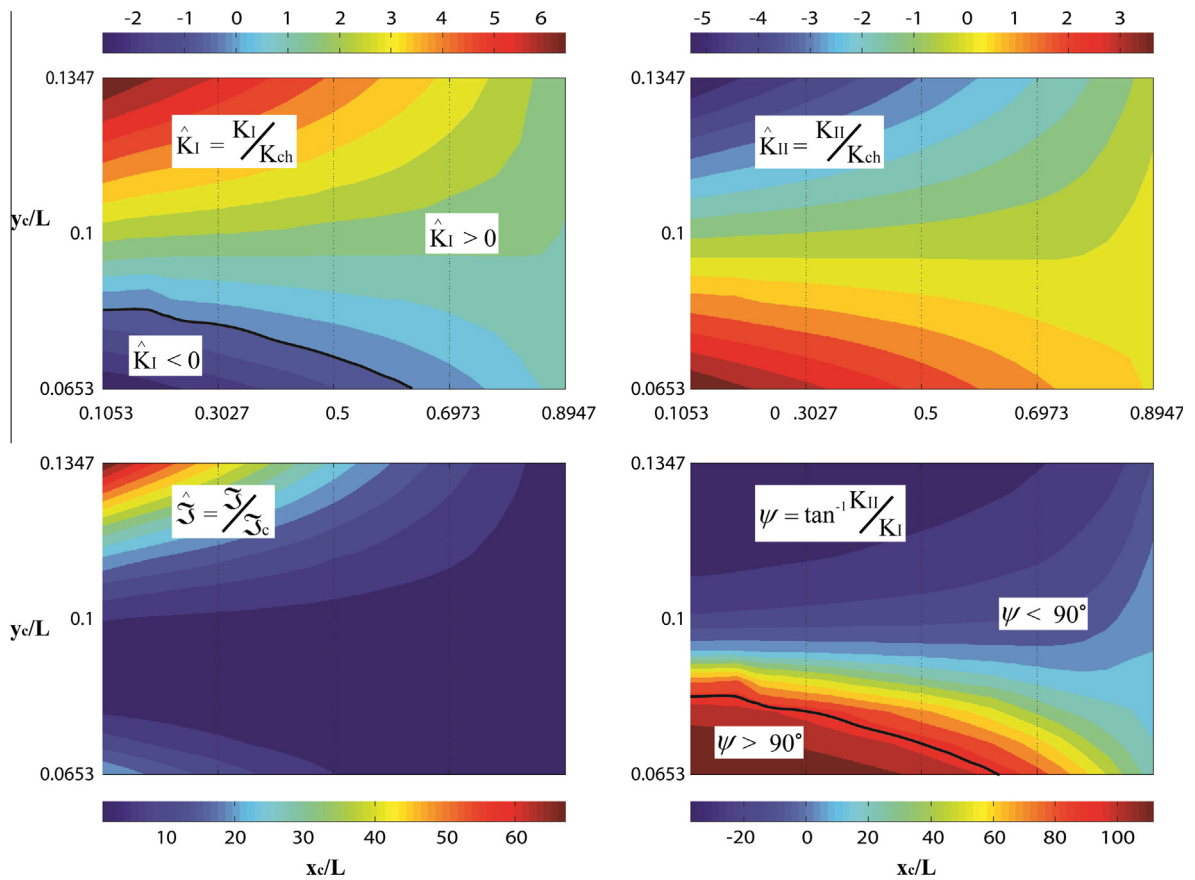 -2 -1 0 1 2 3 4 5 6
-5 -4 -3 -2 -1 0 1 2 3
0.1347
K̂I = KI/Kch
yc/L
0.1
K̂I > 0
K̂I < 0
0.0653
0.1053 0.3027 0.5 0.6973 0.8947
0.1347
K̂II = KII/Kch
0.1
0.0653
0.1053 0 .3027 0.5 0.6973 0.8947
0.1347
ℑ̂ = ℑ/ℑc
yc/L
0.1
0.0653
10 20 30 40 50 60
xc/L
0.1347
ψ = tan-1 KII/KI
0.1
ψ < 90°
ψ > 90°
0.0653
-20 0 20 40 60 80 100
xc/L